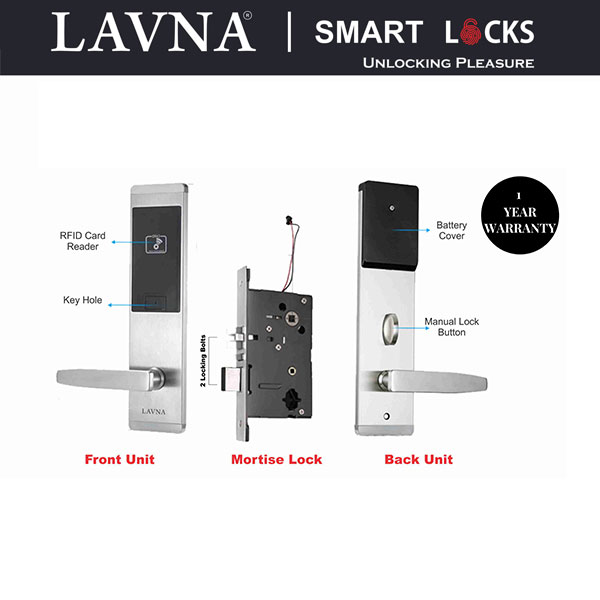 LAVNA® | SMART LOCKS
UNLOCKING PLEASURE
RFID Card
Reader
Key Hole
LAVNA
2 Locking Bolts
Battery
Cover
1
YEAR
WARRANTY
Manual Lock
Button
Front Unit
Mortise Lock
Back Unit